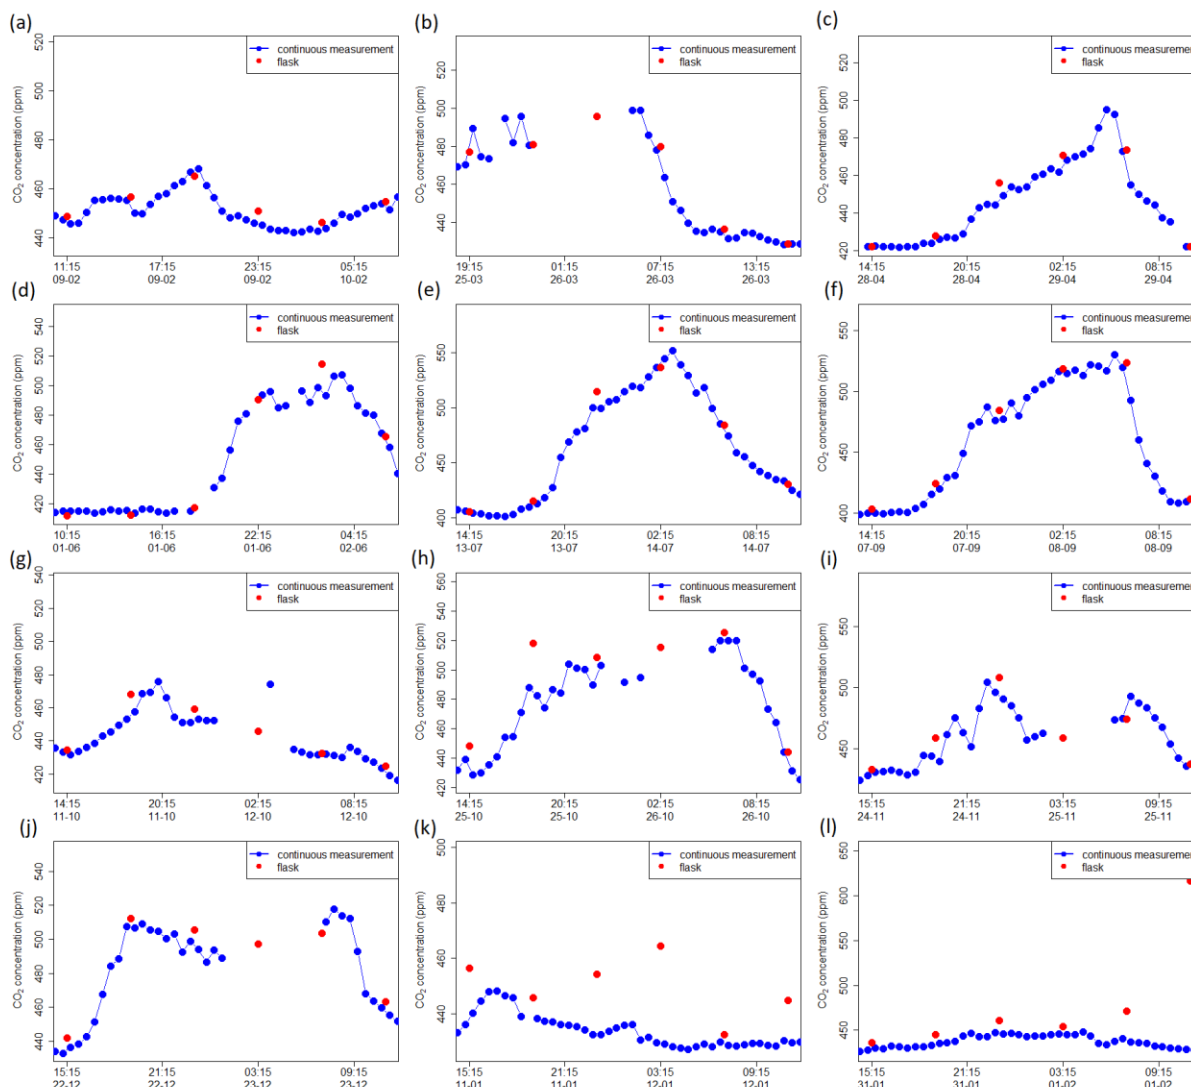 (a)
CO2 concentration (ppm)
520
500
480
460
440
continuous measurement
flask
11:15 17:15 23:15 05:15
09-02 09-02 09-02 10-02
(b)
CO2 concentration (ppm)
520
500
480
440
continuous measurement
flask
19:15 01:15 07:15 13:15
25-03 26-03 26-03 26-03
(c)
CO2 concentration (ppm)
520
500
480
460
440
420
continuous measurement
flask
14:15 20:15 02:15 08:15
28-04 28-04 29-04 29-04
(d)
CO2 concentration (ppm)
540
520
500
480
460
440
420
continuous measurement
flask
10:15 16:15 22:15 04:15
01-06 01-06 01-06 02-06
(e)
CO2 concentration (ppm)
550
500
450
400
continuous measurement
flask
14:15 20:15 02:15 08:15
13-07 13-07 14-07 14-07
(f)
CO2 concentration (ppm)
550
500
450
400
continuous measurement
flask
14:15 20:15 02:15 08:15
07-09 07-09 08-09 08-09
(g)
CO2 concentration (ppm)
540
520
500
480
460
440
420
continuous measurement
flask
14:15 20:15 02:15 08:15
11-10 11-10 12-10 12-10
(h)
CO2 concentration (ppm)
560
540
520
500
480
460
440
420
continuous measurement
flask
14:15 20:15 02:15 08:15
25-10 25-10 26-10 26-10
(i)
CO2 concentration (ppm)
550
500
450
continuous measurement
flask
15:15 21:15 03:15 09:15
24-11 24-11 25-11 25-11
(j)
CO2 concentration (ppm)
540
520
500
480
460
440
continuous measurement
flask
15:15 21:15 03:15 09:15
22-12 22-12 23-12 23-12
(k)
CO2 concentration (ppm)
500
480
460
440
continuous measurement
flask
15:15 21:15 03:15 09:15
11-01 11-01 12-01 12-01
(l)
CO2 concentration (ppm)
650
600
550
500
450
continuous measurement
flask
15:15 21:15 03:15 09:15
31-01 31-01 01-02 01-02